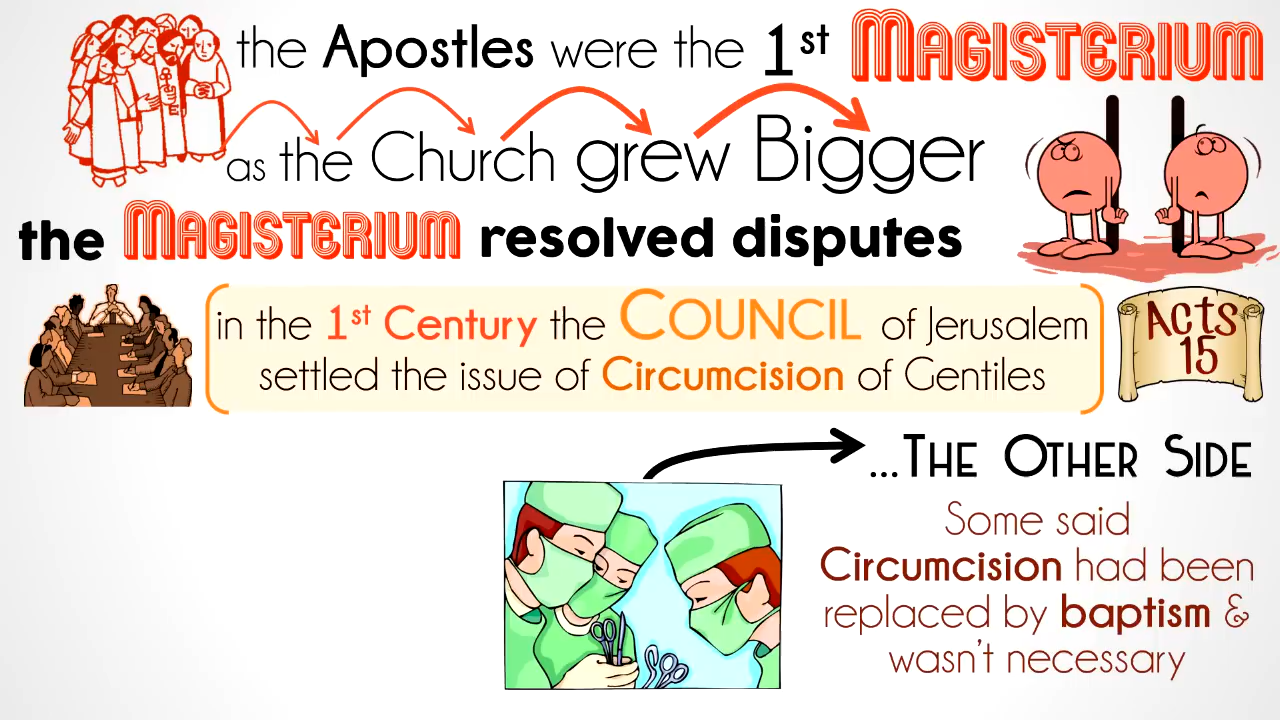 the Apostles were the 1st MAGISTERIUM
as the Church grew Bigger
the MAGISTERIUM resolved disputes
in the 1st Century the COUNCIL of Jerusalem
settled the issue of Circumcision of Gentiles
Acts
15
...THE OTHER SIDE
Some said
Circumcision had been
replaced by baptism &
wasn't necessary